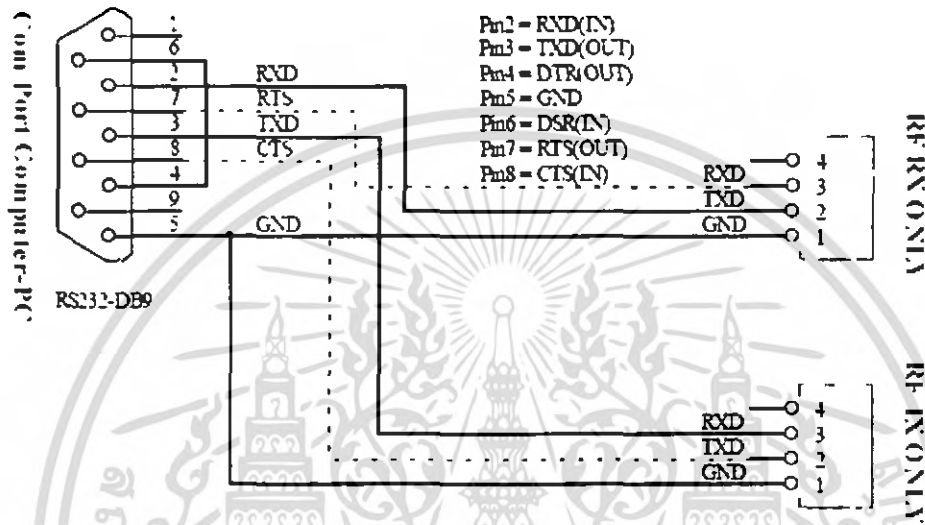 Com Port Computer-PC
1
6
2
7
3
8
4
9
5
RXD
RTS
TXD
CTS
GND
RS232-DB9
Pin2 = RXD(IN)
Pin3 = TXD(OUT)
Pin4 = DTR(OUT)
Pin5 = GND
Pin6 = DSR(IN)
Pin7 = RTS(OUT)
Pin8 = CTS(IN)
4
RXD 3
TXD 2
GND 1
RF RX ONLY
4
RXD 3
TXD 2
GND 1
RF TX ONLY